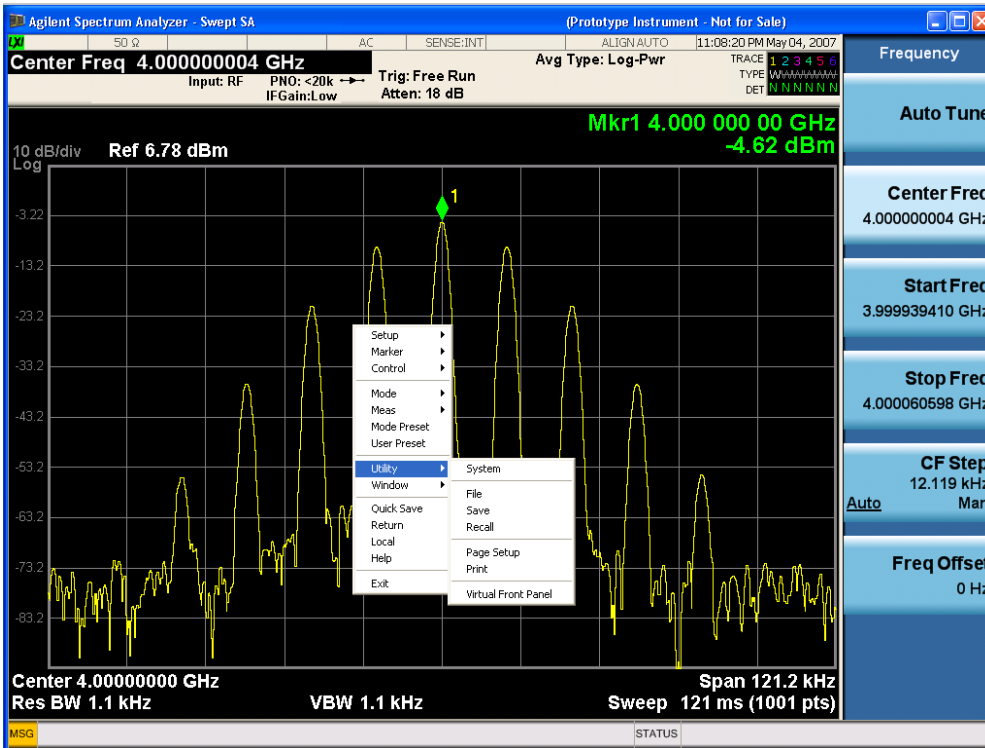 Agilent Spectrum Analyzer - Swept SA (Prototype Instrument - Not for Sale)
LXI 50 Ω AC SENSE:INT ALIGN AUTO 11:08:20 PM May 04, 2007
Center Freq 4.000000004 GHz
Input: RF PNO: <20k
IFGain:Low
Trig: Free Run
Atten: 18 dB
Avg Type: Log-Pwr
TRACE 1 2 3 4 5 6
TYPE W
DET N N N N N N
Mkr1 4.000 000 00 GHz
-4.62 dBm
10 dB/div Ref 6.78 dBm
Log
1
-3.22
-13.2
-23.2
-33.2
-43.2
-53.2
-63.2
-73.2
-83.2
Setup
Marker
Control
Mode
Meas
Mode Preset
User Preset
Utility
Window
Quick Save
Return
Local
Help
Exit
System
File
Save
Recall
Page Setup
Print
Virtual Front Panel
Center 4.00000000 GHz Span 121.2 kHz
Res BW 1.1 kHz VBW 1.1 kHz Sweep 121 ms (1001 pts)
MSG STATUS
Frequency
Auto Tune
Center Freq
4.000000004 GHz
Start Freq
3.999939410 GHz
Stop Freq
4.000060598 GHz
CF Step
12.119 kHz
Auto Man
Freq Offset
0 Hz